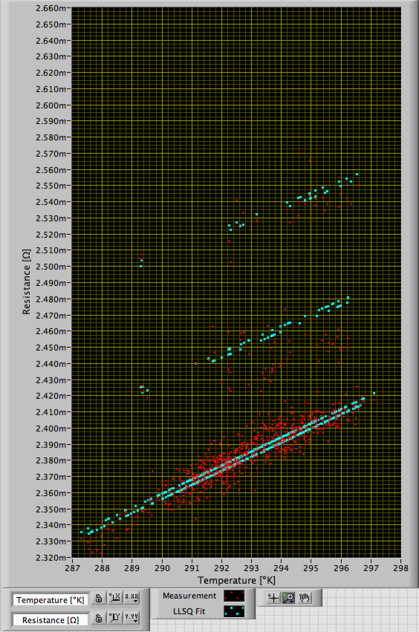 2.660m
2.650m
2.640m
2.630m
2.620m
2.610m
2.600m
2.590m
2.580m
2.570m
2.560m
2.550m
2.540m
2.530m
2.520m
2.510m
2.500m
2.490m
2.480m
2.470m
2.460m
2.450m
2.440m
2.430m
2.420m
2.410m
2.400m
2.390m
2.380m
2.370m
2.360m
2.350m
2.340m
2.330m
2.320m
Resistance [Ω]
287 288 289 290 291 292 293 294 295 296 297 298
Temperature [°K]
Temperature [°K]
Measurement
LLSQ Fit
Resistance [Ω]